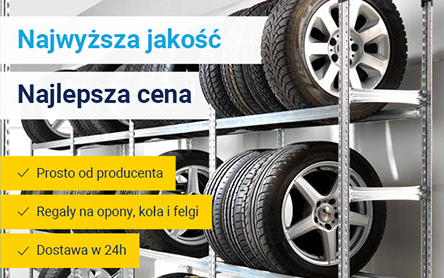 Najwyższa jakość
Najlepsza cena
Prosto od producenta
Regały na opony, koła i felgi
Dostawa w 24h